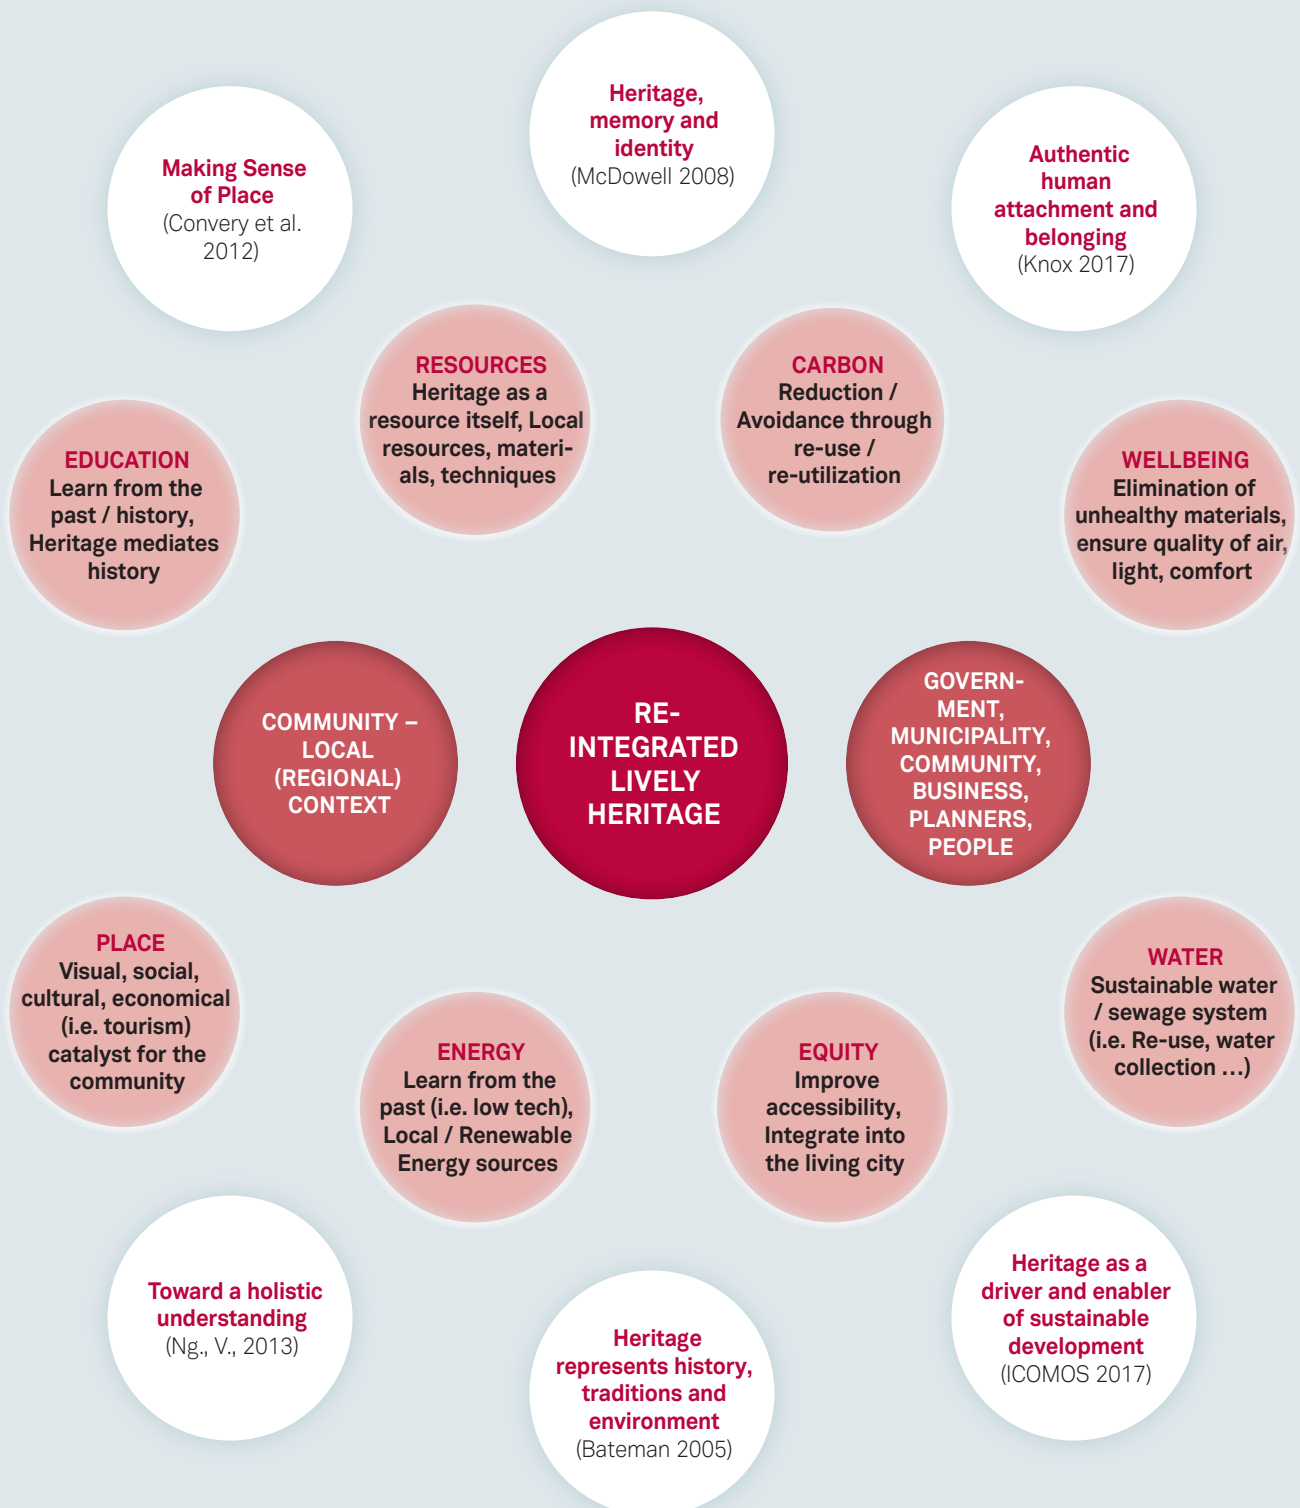 Heritage,
memory and
identity
(McDowell 2008)
Making Sense
of Place
(Convery et al.
2012)
Authentic
human
attachment and
belonging
(Knox 2017)
RESOURCES
Heritage as a
resource itself, Local
resources, materi-
als, techniques
CARBON
Reduction /
Avoidance through
re-use /
re-utilization
EDUCATION
Learn from the
past / history,
Heritage mediates
history
WELLBEING
Elimination of
unhealthy materials,
ensure quality of air,
light, comfort
COMMUNITY –
LOCAL
(REGIONAL)
CONTEXT
RE-
INTEGRATED
LIVELY
HERITAGE
GOVERN-
MENT,
MUNICIPALITY,
COMMUNITY,
BUSINESS,
PLANNERS,
PEOPLE
PLACE
Visual, social,
cultural, economical
(i.e. tourism)
catalyst for the
community
WATER
Sustainable water
/ sewage system
(i.e. Re-use, water
collection ...)
ENERGY
Learn from the
past (i.e. low tech),
Local / Renewable
Energy sources
EQUITY
Improve
accessibility,
Integrate into
the living city
Toward a holistic
understanding
(Ng., V., 2013)
Heritage
represents history,
traditions and
environment
(Bateman 2005)
Heritage as a
driver and enabler
of sustainable
development
(ICOMOS 2017)